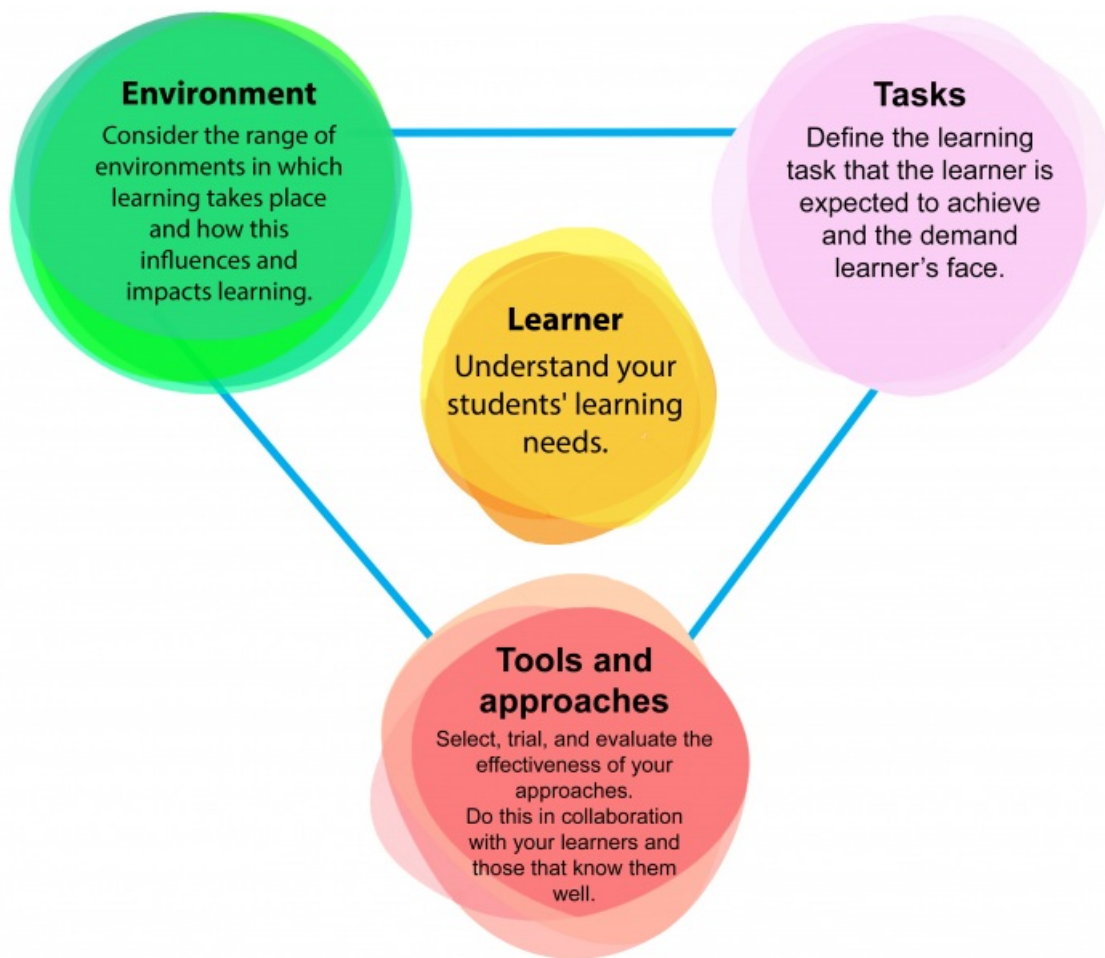 Environment
Consider the range of
environments in which
learning takes place
and how this
influences and
impacts learning.
Tasks
Define the learning
task that the learner is
expected to achieve
and the demand
learner’s face.
Learner
Understand your
students' learning
needs.
Tools and
approaches
Select, trial, and evaluate the
effectiveness of your
approaches.
Do this in collaboration
with your learners and
those that know them
well.